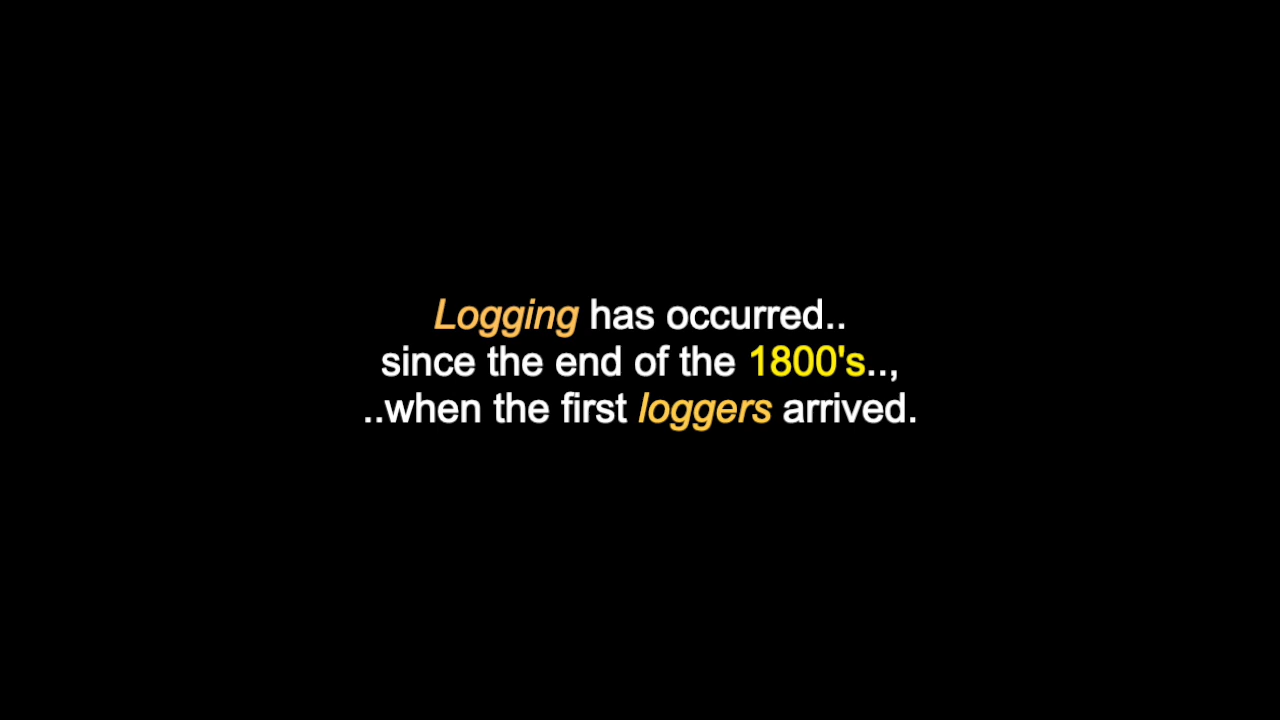 Logging has occurred..
since the end of the 1800's..,
..when the first loggers arrived.